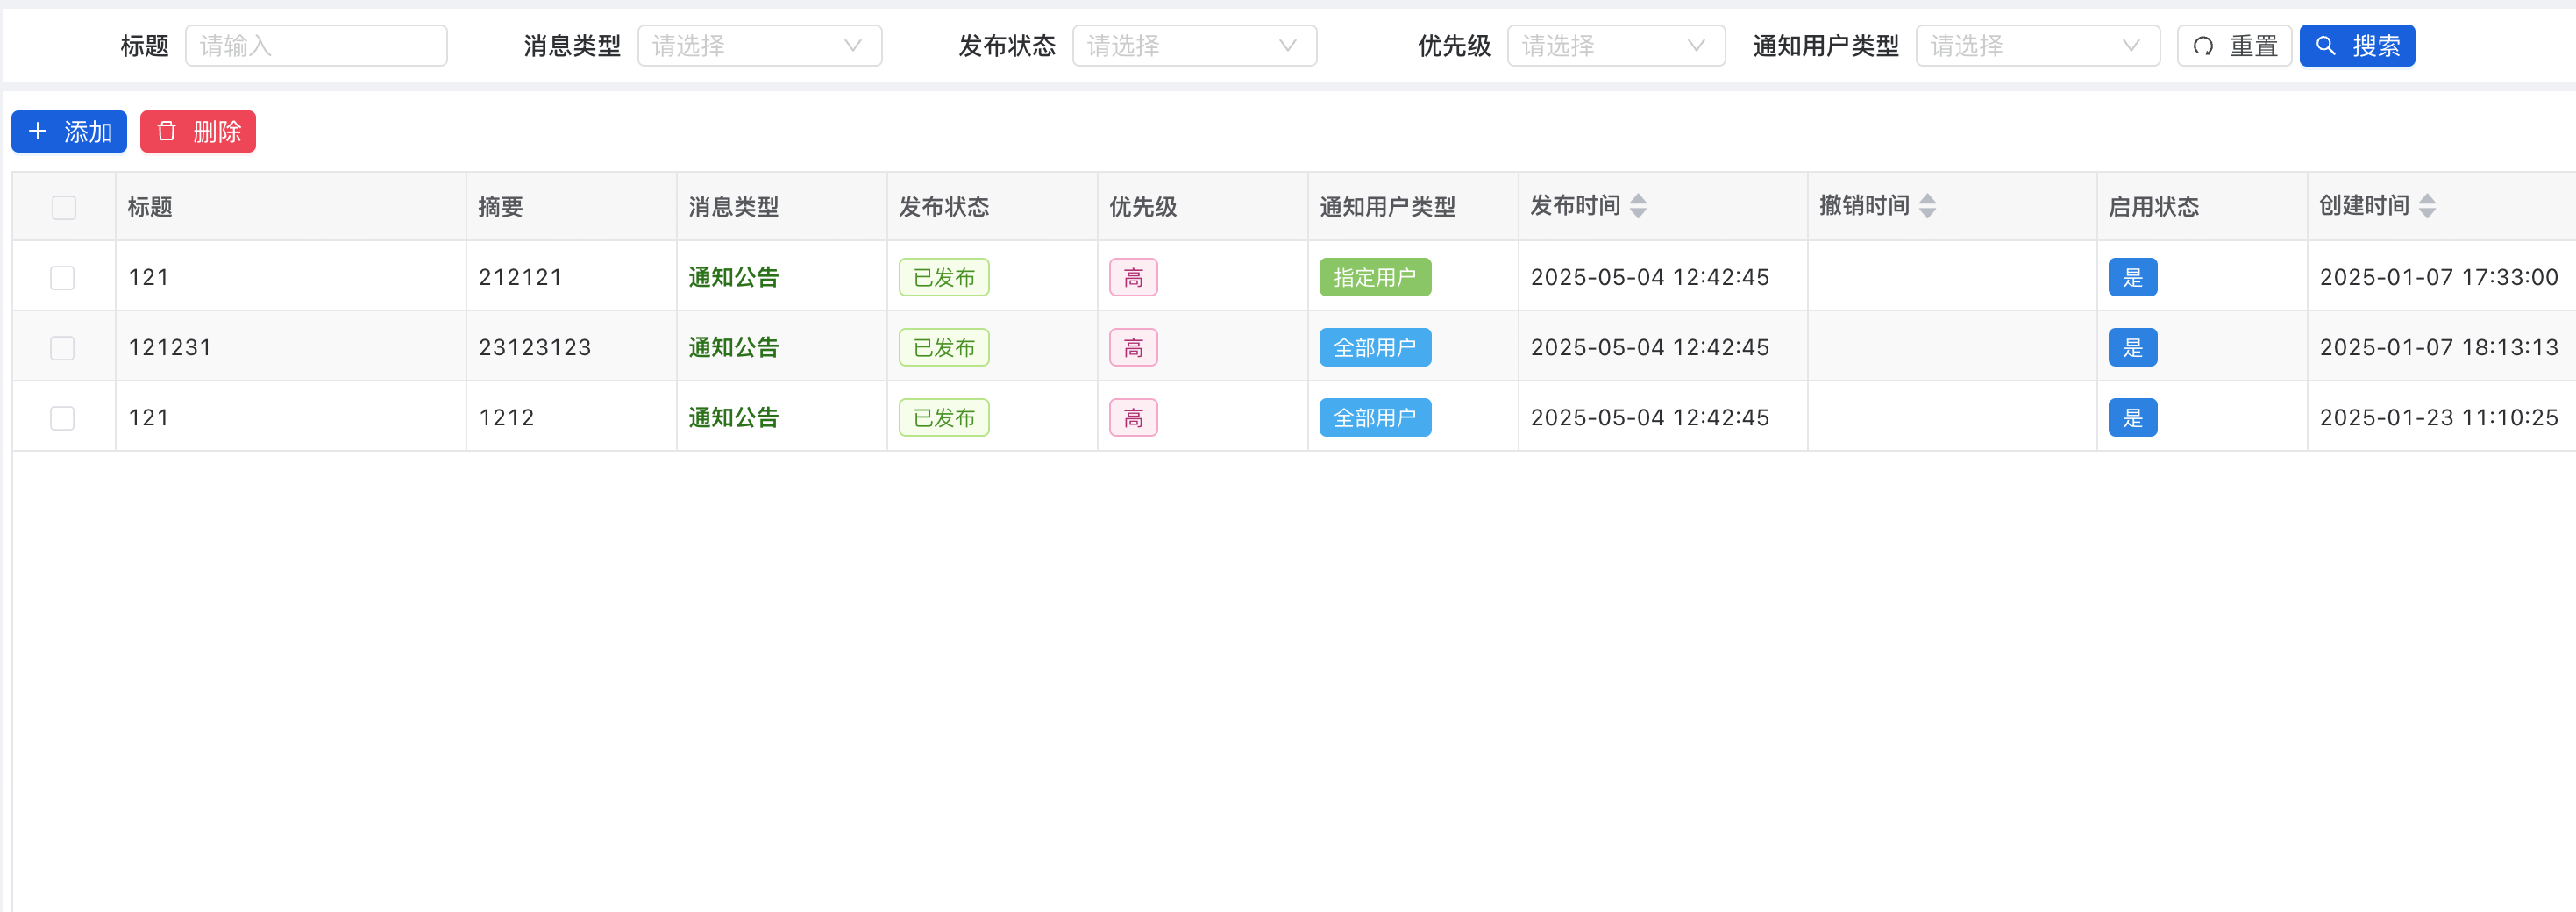 标题 请输入 消息类型 请选择 发布状态 请选择 优先级 请选择 通知用户类型 请选择 重置 搜索
添加 删除
标题 摘要 消息类型 发布状态 优先级 通知用户类型 发布时间 撤销时间 启用状态 创建时间
121 212121 通知公告 已发布 高 指定用户 2025-05-04 12:42:45 是 2025-01-07 17:33:00
121231 23123123 通知公告 已发布 高 全部用户 2025-05-04 12:42:45 是 2025-01-07 18:13:13
121 1212 通知公告 已发布 高 全部用户 2025-05-04 12:42:45 是 2025-01-23 11:10:25